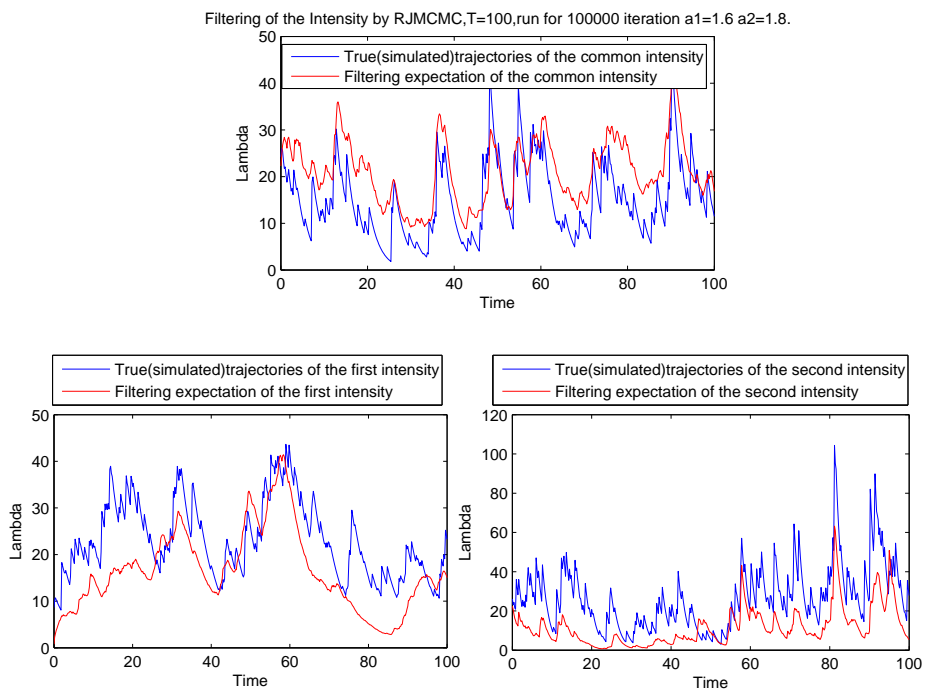 Filtering of the Intensity by RJMCMC,T=100,run for 100000 iteration a1=1.6 a2=1.8.
50
40
30
20
10
0
Lambda
True(simulated)trajectories of the common intensity
Filtering expectation of the common intensity
0 20 40 60 80 100
Time
True(simulated)trajectories of the first intensity
Filtering expectation of the first intensity
50
40
30
20
10
0
Lambda
0 20 40 60 80 100
Time
True(simulated)trajectories of the second intensity
Filtering expectation of the second intensity
120
100
80
60
40
20
0
Lambda
0 20 40 60 80 100
Time